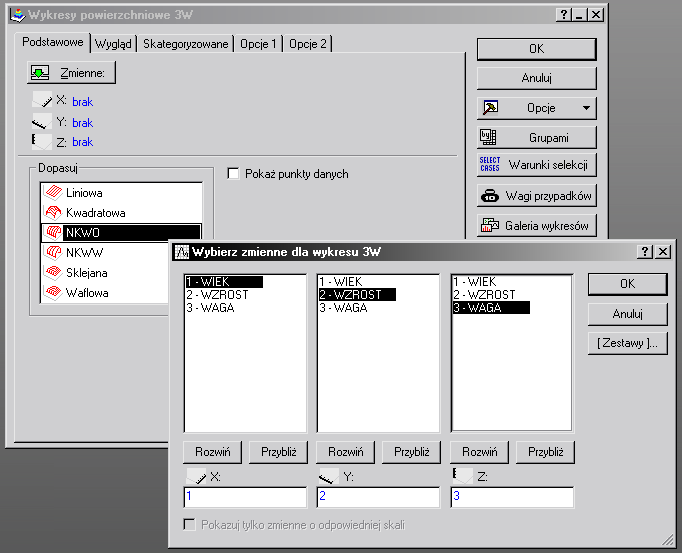 Wykresy powierzchniowe 3W
Podstawowe Wygląd Skategoryzowane Opcje 1 Opcje 2
Zmienne:
X: brak
Y: brak
Z: brak
Dopasuj
Liniowa
Kwadratowa
NKWO
NKWW
Sklejana
Waflowa
Pokaż punkty danych
OK
Anuluj
Opcje
by Grupami
SELECT CASES Warunki selekcji
Wagi przypadków
Galeria wykresów
Wybierz zmienne dla wykresu 3W
1 - WIEK 1 - WIEK 1 - WIEK
2 - WZROST 2 - WZROST 2 - WZROST
3 - WAGA 3 - WAGA 3 - WAGA
OK
Anuluj
[ Zestawy ]...
Rozwiń Przybliż Rozwiń Przybliż Rozwiń Przybliż
X: Y: Z:
1 2 3
Pokazuj tylko zmienne o odpowiedniej skali